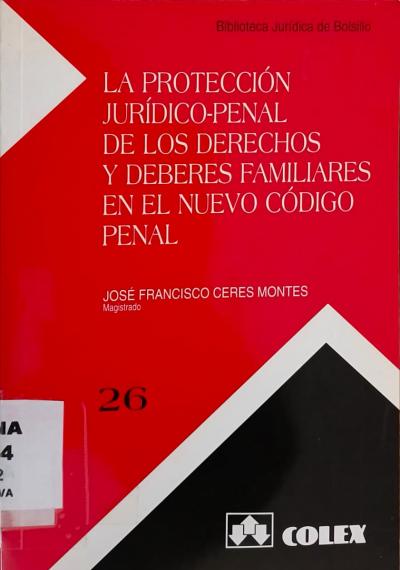 Biblioteca Jurídica de Bolsillo
LA PROTECCIÓN
JURÍDICO-PENAL
DE LOS DERECHOS
Y DEBERES FAMILIARES
EN EL NUEVO CÓDIGO
PENAL
JOSÉ FRANCISCO CERES MONTES
Magistrado
26
NA
4
2
VA
COLEX